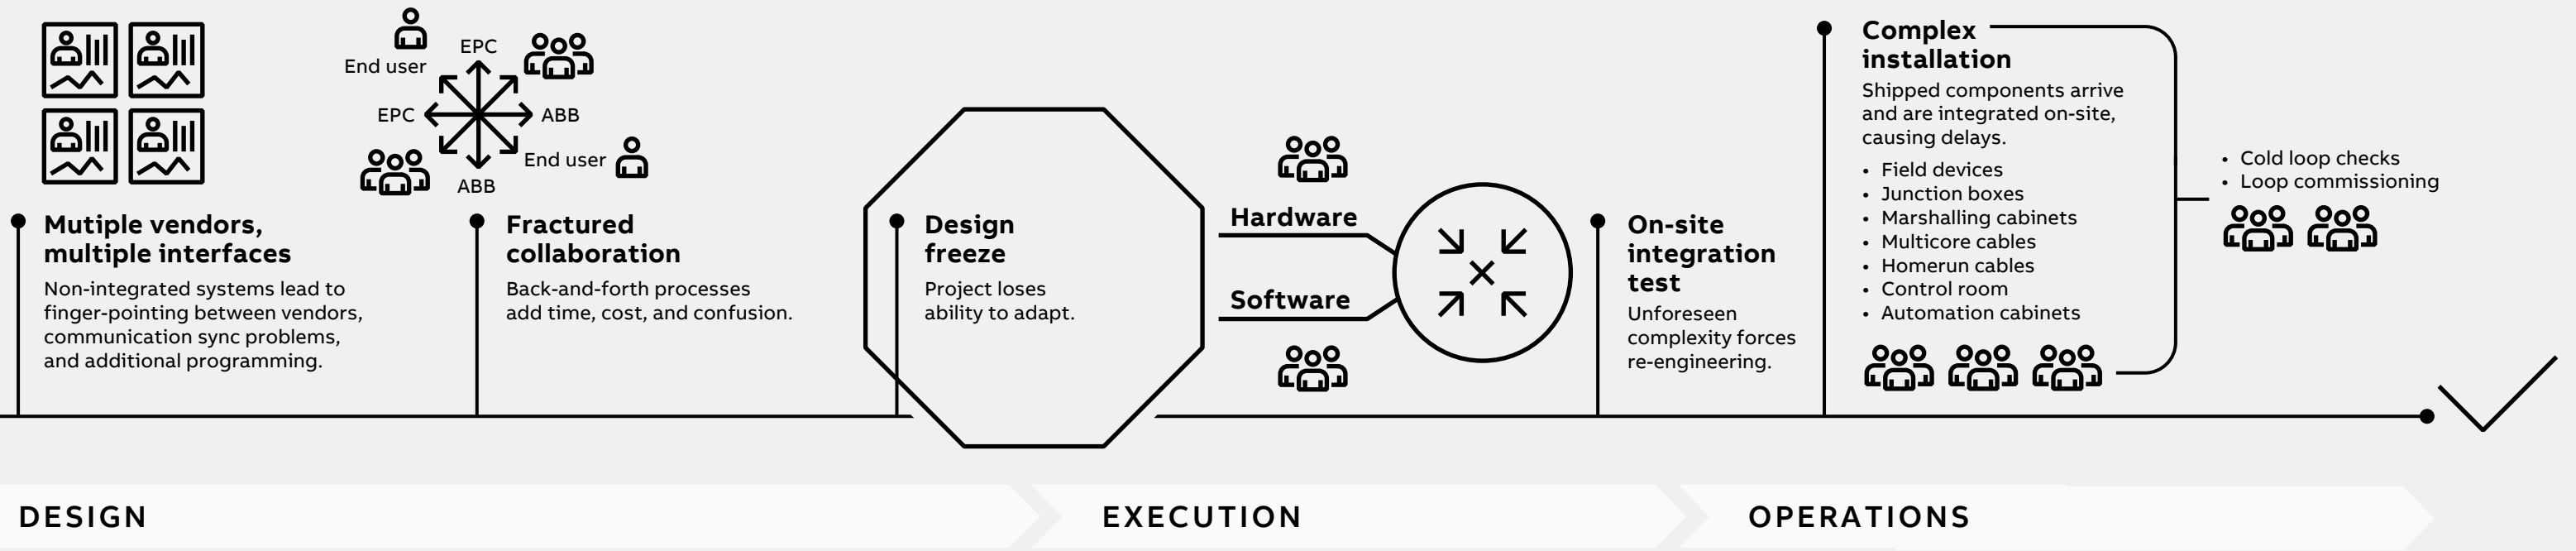 End user
EPC
EPC
ABB
End user
ABB
Mutiple vendors,
multiple interfaces
Non-integrated systems lead to
finger-pointing between vendors,
communication sync problems,
and additional programming.
Fractured
collaboration
Back-and-forth processes
add time, cost, and confusion.
Design
freeze
Project loses
ability to adapt.
Hardware
Software
On-site
integration
test
Unforeseen
complexity forces
re-engineering.
Complex
installation
Shipped components arrive
and are integrated on-site,
causing delays.
• Field devices
• Junction boxes
• Marshalling cabinets
• Multicore cables
• Homerun cables
• Control room
• Automation cabinets
• Cold loop checks
• Loop commissioning
DESIGN
EXECUTION
OPERATIONS